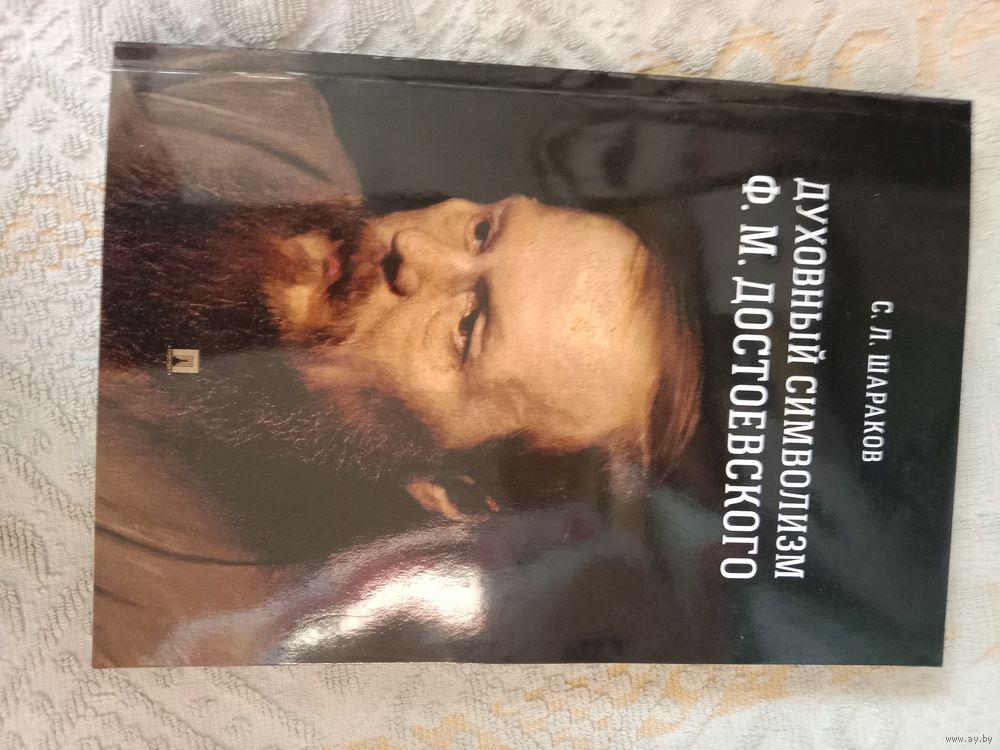 С. Л. ШАРАКОВ
ДУХОВНЫЙ СИМВОЛИЗМ
Ф. М. ДОСТОЕВСКОГО
www.ay.by